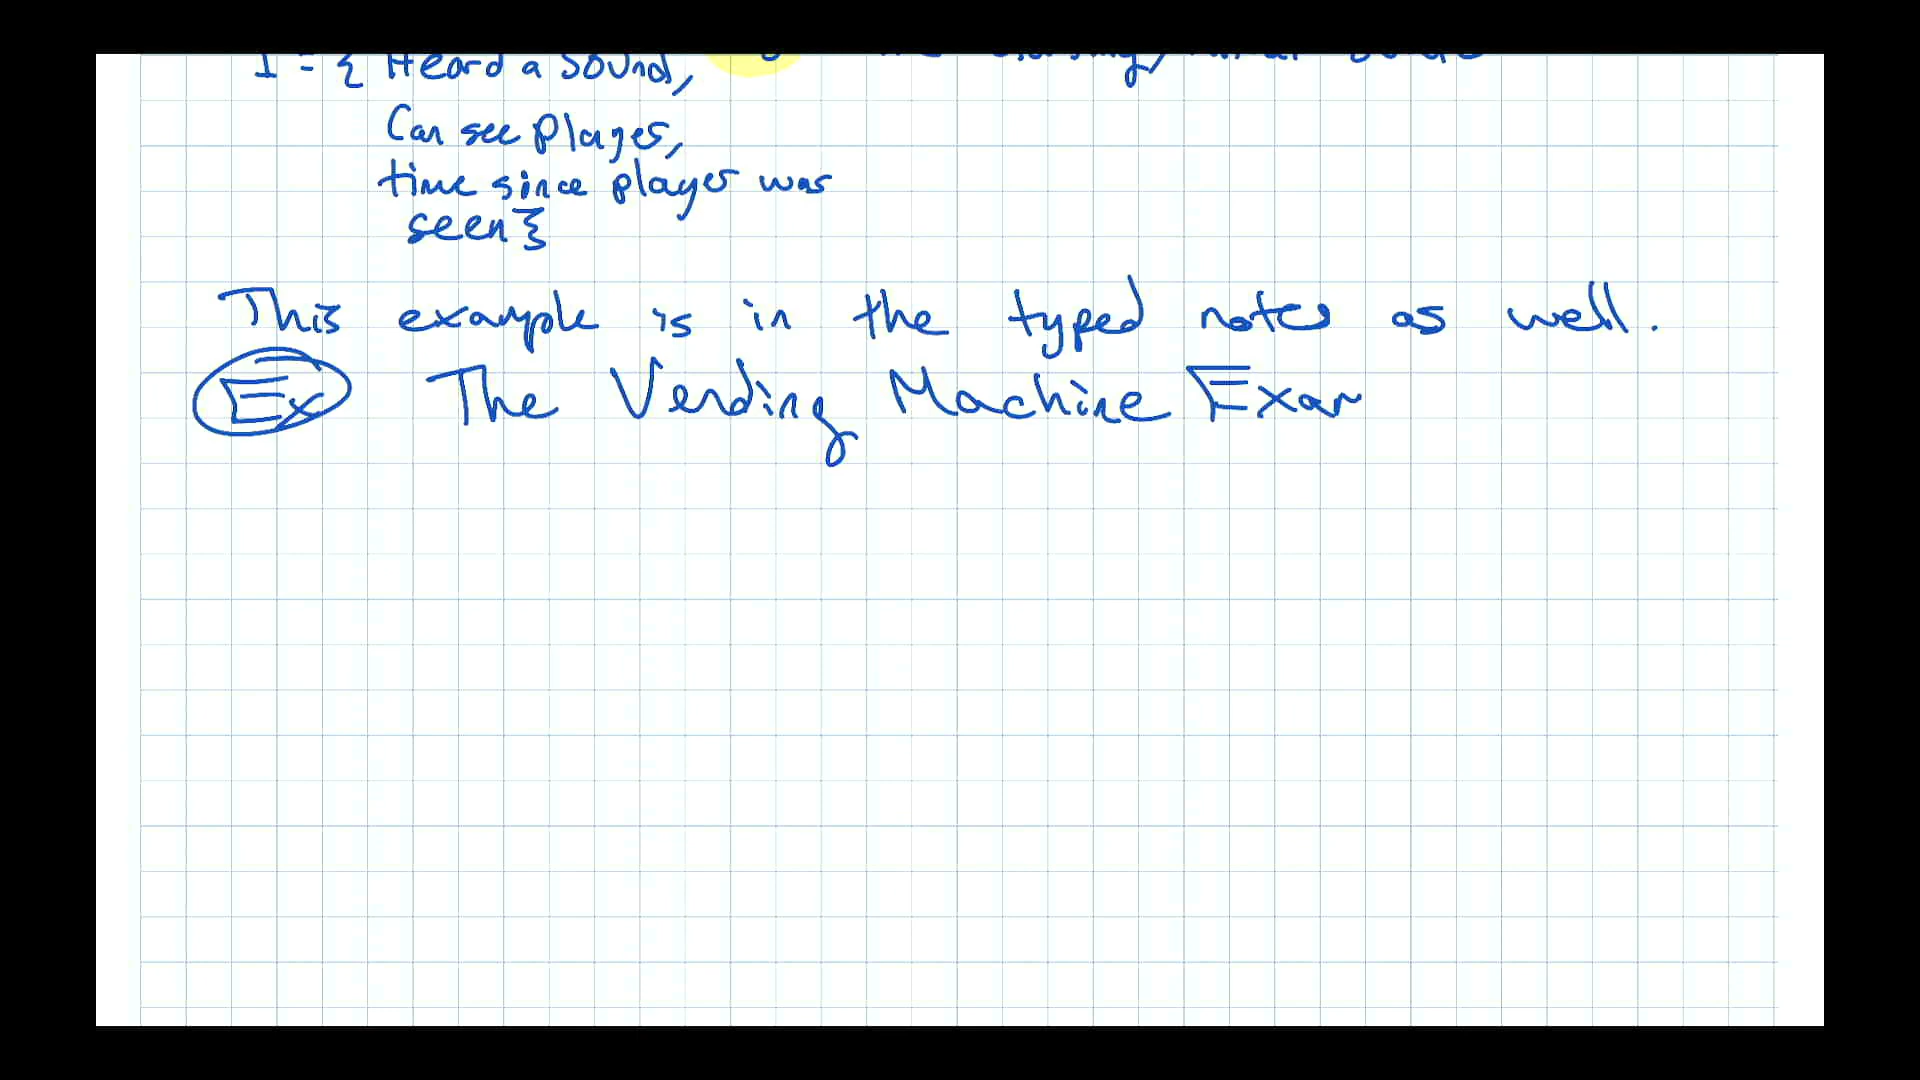 I = { Heard a sound,
Can see player,
time since player was
seen }
This example is in the typed notes as well.
Ex The Vending Machine Exam